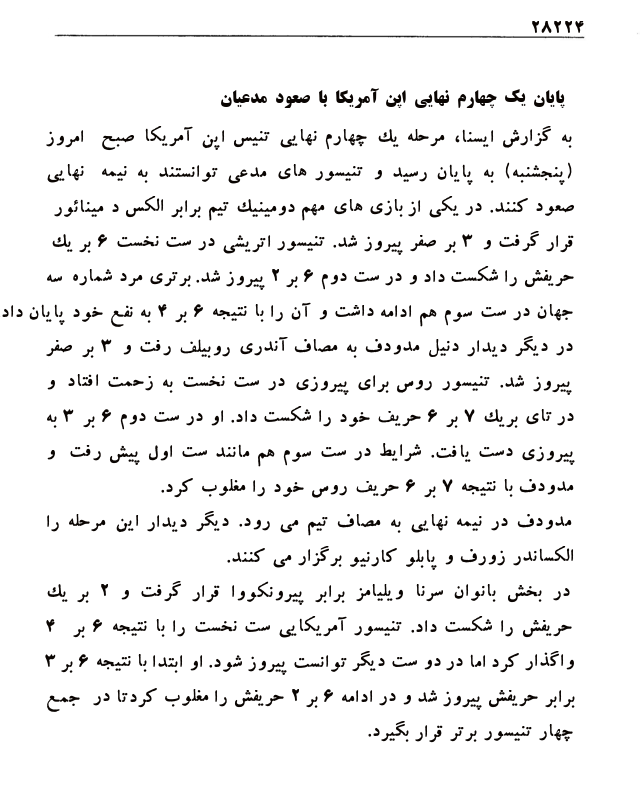 ۲۸۲۲۴
پایان یک چهارم نهایی اپن آمریکا با صعود مدعیان
به گزارش ایسنا، مرحله یك چهارم نهایی تنیس اپن آمریکا صبح امروز
(پنجشنبه) به پایان رسید و تنیسور های مدعی توانستند به نیمه نهایی
صعود کنند. در یکی از بازی های مهم دومینیك تیم برابر الکس د مینائور
قرار گرفت و ۳ بر صفر پیروز شد. تنیسور اتریشی در ست نخست ۶ بر یك
حریفش را شکست داد و در ست دوم ۶ بر ۲ پیروز شد. برتری مرد شماره سه
جهان در ست سوم هم ادامه داشت و آن را با نتیجه ۶ بر ۴ به نفع خود پایان داد
در دیگر دیدار دنیل مدودف به مصاف آندری روبیلف رفت و ۳ بر صفر
پیروز شد. تنیسور روس برای پیروزی در ست نخست به زحمت افتاد و
در تای بریك ۷ بر ۶ حریف خود را شکست داد. او در ست دوم ۶ بر ۳ به
پیروزی دست یافت. شرایط در ست سوم هم مانند ست اول پیش رفت و
مدودف با نتیجه ۷ بر ۶ حریف روس خود را مغلوب کرد.
مدودف در نیمه نهایی به مصاف تیم می رود. دیگر دیدار این مرحله را
الکساندر زورف و پابلو کارنیو برگزار می کنند.
در بخش بانوان سرنا ویلیامز برابر پیرونکووا قرار گرفت و ۲ بر یك
حریفش را شکست داد. تنیسور آمریکایی ست نخست را با نتیجه ۶ بر ۴
واگذار کرد اما در دو ست دیگر توانست پیروز شود. او ابتدا با نتیجه ۶ بر ۳
برابر حریفش پیروز شد و در ادامه ۶ بر ۲ حریفش را مغلوب کردتا در جمع
چهار تنیسور برتر قرار بگیرد.